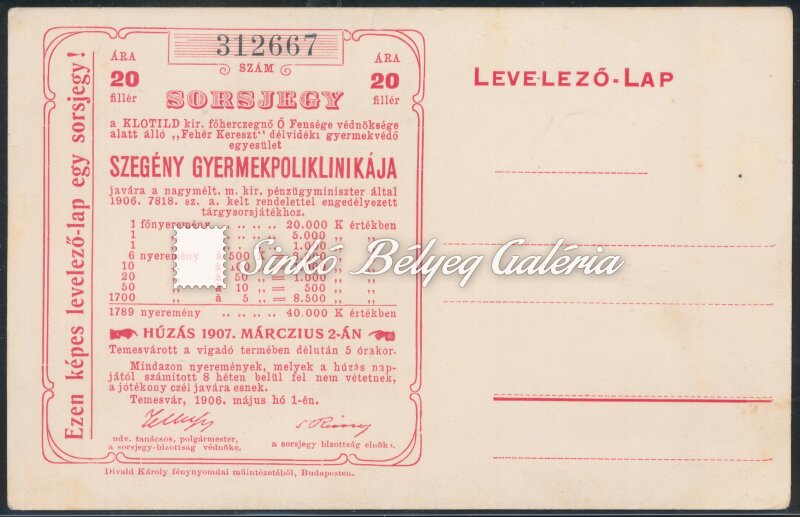 Ezen képes levelező-lap egy sorsjegy!
312667
SZÁM
ÁRA
20
fillér
ÁRA
20
fillér
SORSJEGY
a KLOTILD kir. főherczegnő Ő Fensége védnöksége
alatt álló „Fehér Kereszt" délvidéki gyermekvédő
egyesület
SZEGÉNY GYERMEKPOLIKLINIKÁJA
javára a nagymélt. m. kir. pénzügyminiszter által
1906. 7818. sz. a. kelt rendelettel engedélyezett
tárgysorsjátékhoz.
1 főnyeremény .. .. .. .. 20.000 K értékben
1 „ .. .. .. .. 5.000 „ „
1 „ .. .. .. .. 1.000 „ „
6 nyeremény á 500 K =
10
20 á 50 „ = 1.000 „ „
50 á 10 „ = 500 „ „
1700 „ á 5 „ = 8.500 „ „
1789 nyeremény .. .. .. .. 40.000 K értékben
HÚZÁS 1907. MÁRCZIUS 2-ÁN
Temesvárott a vigadó termében délután 5 órakor.
Mindazon nyeremények, melyek a húzás nap-
jától számított 8 héten belül fel nem vétetnek,
a jótékony czél javára esnek.
Temesvár, 1906. május hó 1-én.
udv. tanácsos, polgármester,
a sorsjegy-bizottság védnöke.
a sorsjegy bizottság elnöke.
Divald Károly fénynyomdai műintézetéből, Budapesten.
LEVELEZŐ-LAP
Sinkó Bélyeg Galéria